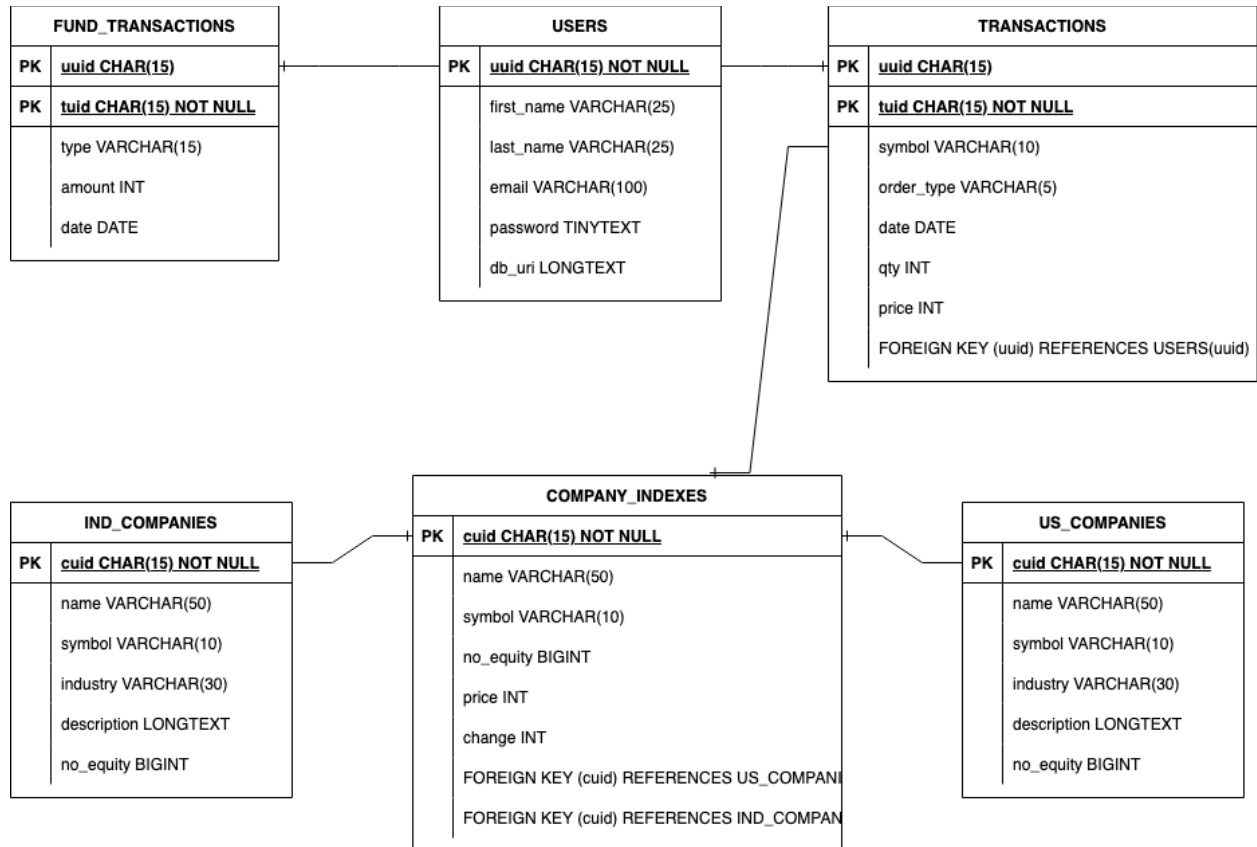 FUND_TRANSACTIONS
PK uuid CHAR(15)
PK tuid CHAR(15) NOT NULL
type VARCHAR(15)
amount INT
date DATE
USERS
PK uuid CHAR(15) NOT NULL
first_name VARCHAR(25)
last_name VARCHAR(25)
email VARCHAR(100)
password TINYTEXT
db_uri LONGTEXT
TRANSACTIONS
PK uuid CHAR(15)
PK tuid CHAR(15) NOT NULL
symbol VARCHAR(10)
order_type VARCHAR(5)
date DATE
qty INT
price INT
FOREIGN KEY (uuid) REFERENCES USERS(uuid)
IND_COMPANIES
PK cuid CHAR(15) NOT NULL
name VARCHAR(50)
symbol VARCHAR(10)
industry VARCHAR(30)
description LONGTEXT
no_equity BIGINT
COMPANY_INDEXES
PK cuid CHAR(15) NOT NULL
name VARCHAR(50)
symbol VARCHAR(10)
no_equity BIGINT
price INT
change INT
FOREIGN KEY (cuid) REFERENCES US_COMPANI
FOREIGN KEY (cuid) REFERENCES IND_COMPAN
US_COMPANIES
PK cuid CHAR(15) NOT NULL
name VARCHAR(50)
symbol VARCHAR(10)
industry VARCHAR(30)
description LONGTEXT
no_equity BIGINT